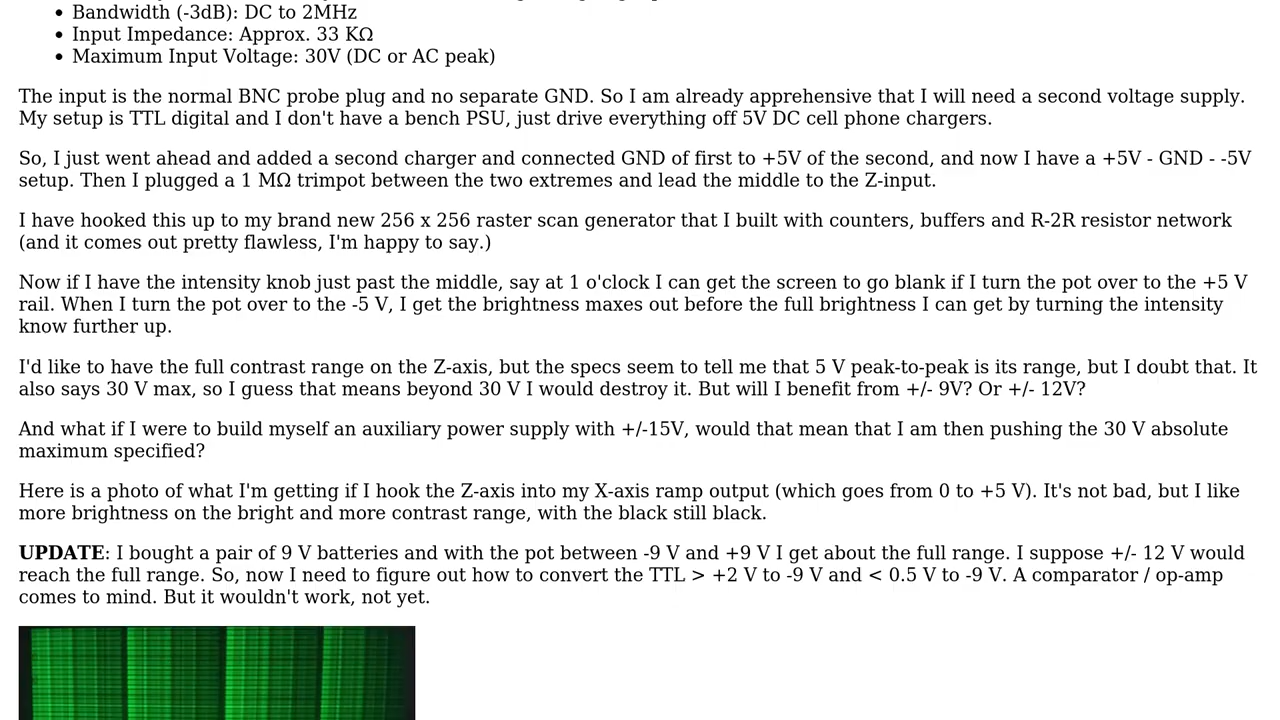 • Bandwidth (-3dB): DC to 2MHz
• Input Impedance: Approx. 33 KΩ
• Maximum Input Voltage: 30V (DC or AC peak)
The input is the normal BNC probe plug and no separate GND. So I am already apprehensive that I will need a second voltage supply.
My setup is TTL digital and I don't have a bench PSU, just drive everything off 5V DC cell phone chargers.
So, I just went ahead and added a second charger and connected GND of first to +5V of the second, and now I have a +5V - GND - -5V
setup. Then I plugged a 1 MΩ trimpot between the two extremes and lead the middle to the Z-input.
I have hooked this up to my brand new 256 x 256 raster scan generator that I built with counters, buffers and R-2R resistor network
(and it comes out pretty flawless, I'm happy to say.)
Now if I have the intensity knob just past the middle, say at 1 o'clock I can get the screen to go blank if I turn the pot over to the +5 V
rail. When I turn the pot over to the -5 V, I get the brightness maxes out before the full brightness I can get by turning the intensity
know further up.
I'd like to have the full contrast range on the Z-axis, but the specs seem to tell me that 5 V peak-to-peak is its range, but I doubt that. It
also says 30 V max, so I guess that means beyond 30 V I would destroy it. But will I benefit from +/- 9V? Or +/- 12V?
And what if I were to build myself an auxiliary power supply with +/-15V, would that mean that I am then pushing the 30 V absolute
maximum specified?
Here is a photo of what I'm getting if I hook the Z-axis into my X-axis ramp output (which goes from 0 to +5 V). It's not bad, but I like
more brightness on the bright and more contrast range, with the black still black.
UPDATE: I bought a pair of 9 V batteries and with the pot between -9 V and +9 V I get about the full range. I suppose +/- 12 V would
reach the full range. So, now I need to figure out how to convert the TTL > +2 V to -9 V and < 0.5 V to -9 V. A comparator / op-amp
comes to mind. But it wouldn't work, not yet.